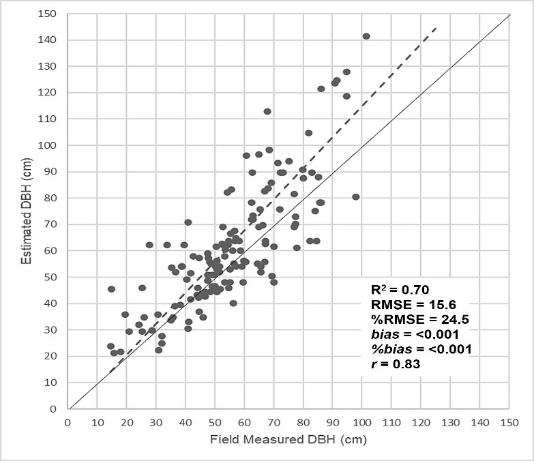 150
140
130
120
110
100
90
80
70
60
50
40
30
20
10
0
Estimated DBH (cm)
R² = 0.70
RMSE = 15.6
%RMSE = 24.5
bias = <0.001
%bias = <0.001
r = 0.83
0 10 20 30 40 50 60 70 80 90 100 110 120 130 140 150
Field Measured DBH (cm)